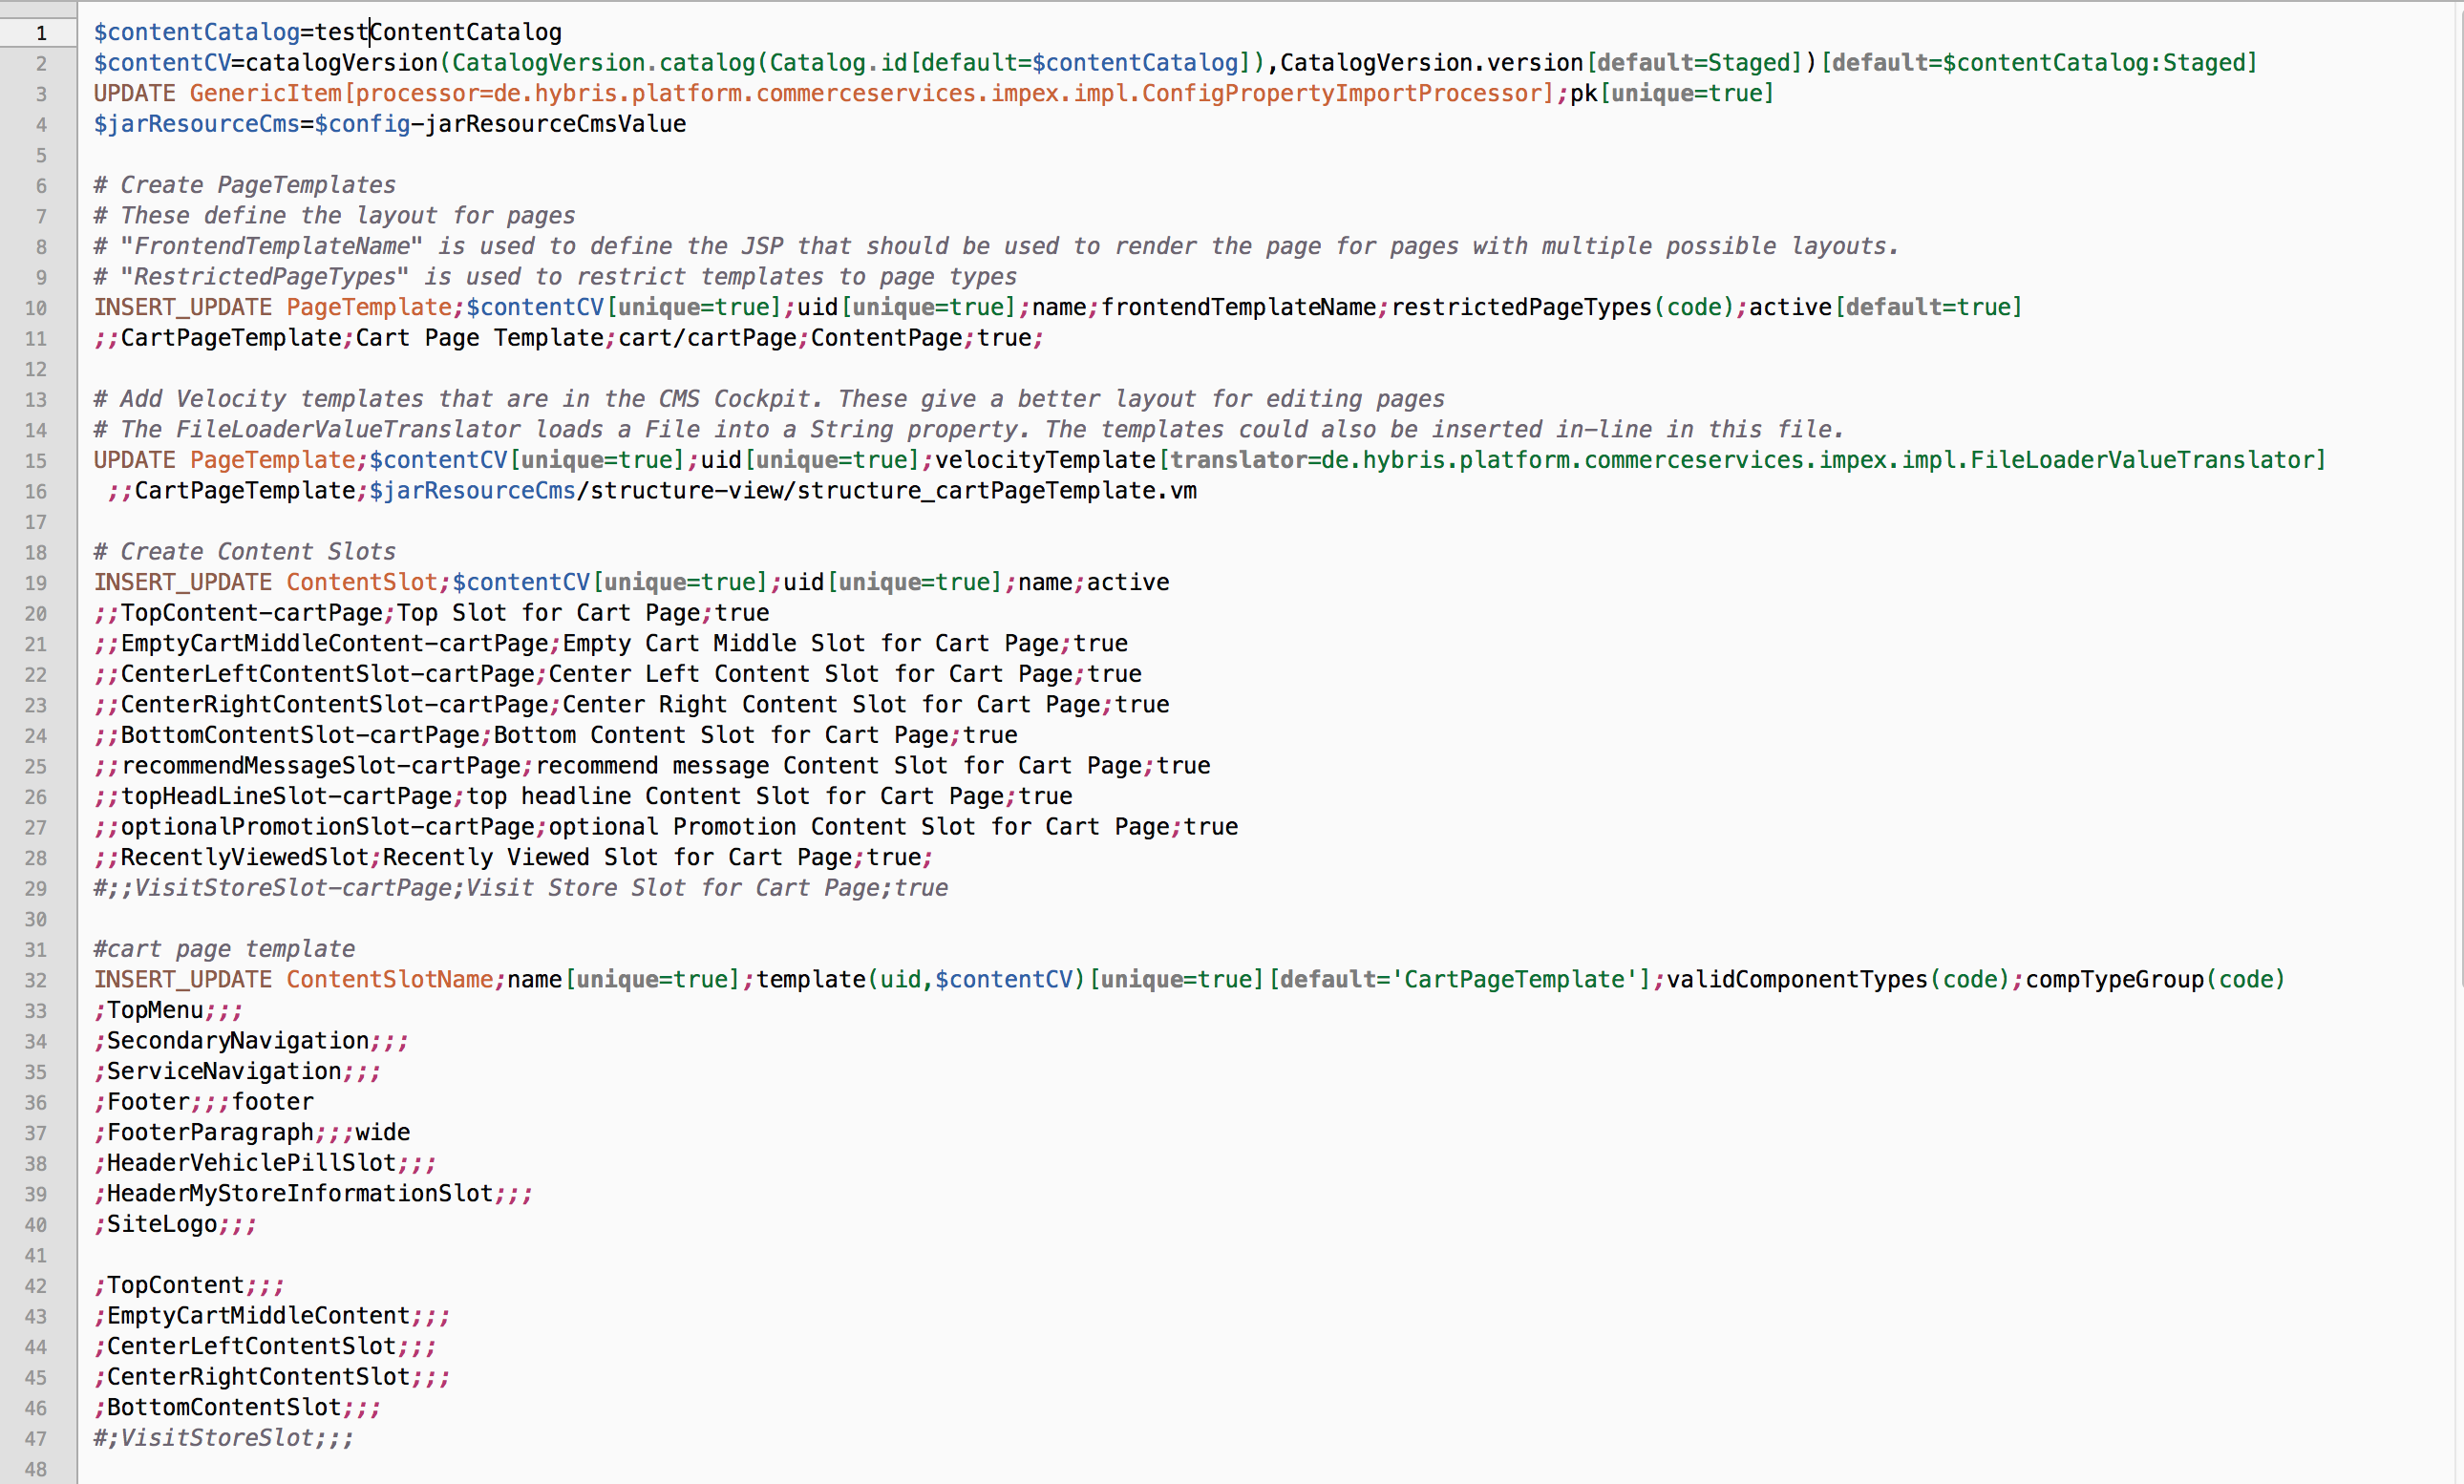 1 $contentCatalog=testContentCatalog
2 $contentCV=catalogVersion(CatalogVersion.catalog(Catalog.id[default=$contentCatalog]),CatalogVersion.version[default=Staged])[default=$contentCatalog:Staged]
3 UPDATE GenericItem[processor=de.hybris.platform.commerceservices.impex.impl.ConfigPropertyImportProcessor];pk[unique=true]
4 $jarResourceCms=$config-jarResourceCmsValue
5
6 # Create PageTemplates
7 # These define the layout for pages
8 # "FrontendTemplateName" is used to define the JSP that should be used to render the page for pages with multiple possible layouts.
9 # "RestrictedPageTypes" is used to restrict templates to page types
10 INSERT_UPDATE PageTemplate;$contentCV[unique=true];uid[unique=true];name;frontendTemplateName;restrictedPageTypes(code);active[default=true]
11 ;;CartPageTemplate;Cart Page Template;cart/cartPage;ContentPage;true;
12
13 # Add Velocity templates that are in the CMS Cockpit. These give a better layout for editing pages
14 # The FileLoaderValueTranslator loads a File into a String property. The templates could also be inserted in-line in this file.
15 UPDATE PageTemplate;$contentCV[unique=true];uid[unique=true];velocityTemplate[translator=de.hybris.platform.commerceservices.impex.impl.FileLoaderValueTranslator]
16 ;;CartPageTemplate;$jarResourceCms/structure-view/structure_cartPageTemplate.vm
17
18 # Create Content Slots
19 INSERT_UPDATE ContentSlot;$contentCV[unique=true];uid[unique=true];name;active
20 ;;TopContent-cartPage;Top Slot for Cart Page;true
21 ;;EmptyCartMiddleContent-cartPage;Empty Cart Middle Slot for Cart Page;true
22 ;;CenterLeftContentSlot-cartPage;Center Left Content Slot for Cart Page;true
23 ;;CenterRightContentSlot-cartPage;Center Right Content Slot for Cart Page;true
24 ;;BottomContentSlot-cartPage;Bottom Content Slot for Cart Page;true
25 ;;recommendMessageSlot-cartPage;recommend message Content Slot for Cart Page;true
26 ;;topHeadLineSlot-cartPage;top headline Content Slot for Cart Page;true
27 ;;optionalPromotionSlot-cartPage;optional Promotion Content Slot for Cart Page;true
28 ;;RecentlyViewedSlot;Recently Viewed Slot for Cart Page;true;
29 #;;VisitStoreSlot-cartPage;Visit Store Slot for Cart Page;true
30
31 #cart page template
32 INSERT_UPDATE ContentSlotName;name[unique=true];template(uid,$contentCV)[unique=true][default='CartPageTemplate'];validComponentTypes(code);compTypeGroup(code)
33 ;TopMenu;;;
34 ;SecondaryNavigation;;;
35 ;ServiceNavigation;;;
36 ;Footer;;;footer
37 ;FooterParagraph;;;wide
38 ;HeaderVehiclePillSlot;;;
39 ;HeaderMyStoreInformationSlot;;;
40 ;SiteLogo;;;
41
42 ;TopContent;;;
43 ;EmptyCartMiddleContent;;;
44 ;CenterLeftContentSlot;;;
45 ;CenterRightContentSlot;;;
46 ;BottomContentSlot;;;
47 #;VisitStoreSlot;;;
48